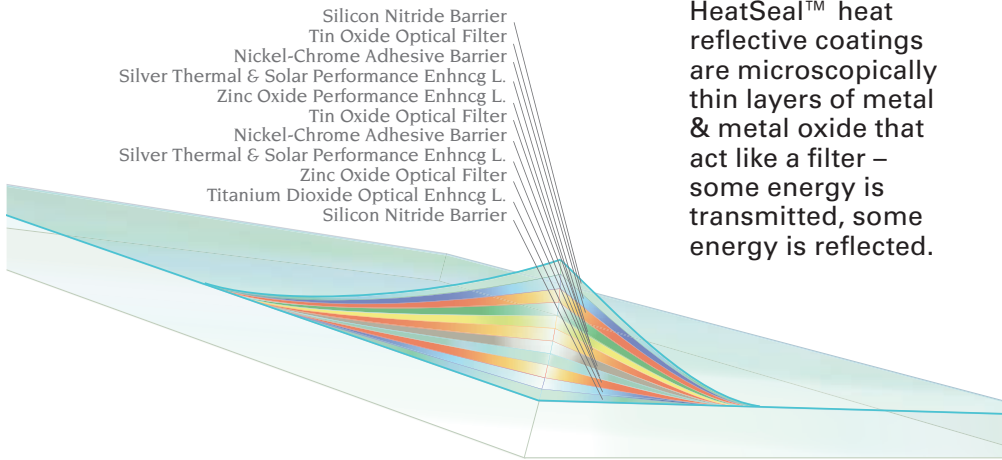 Silicon Nitride Barrier
Tin Oxide Optical Filter
Nickel-Chrome Adhesive Barrier
Silver Thermal & Solar Performance Enhncg L.
Zinc Oxide Performance Enhncg L.
Tin Oxide Optical Filter
Nickel-Chrome Adhesive Barrier
Silver Thermal & Solar Performance Enhncg L.
Zinc Oxide Optical Filter
Titanium Dioxide Optical Enhncg L.
Silicon Nitride Barrier
HeatSeal™ heat
reflective coatings
are microscopically
thin layers of metal
& metal oxide that
act like a filter –
some energy is
transmitted, some
energy is reflected.